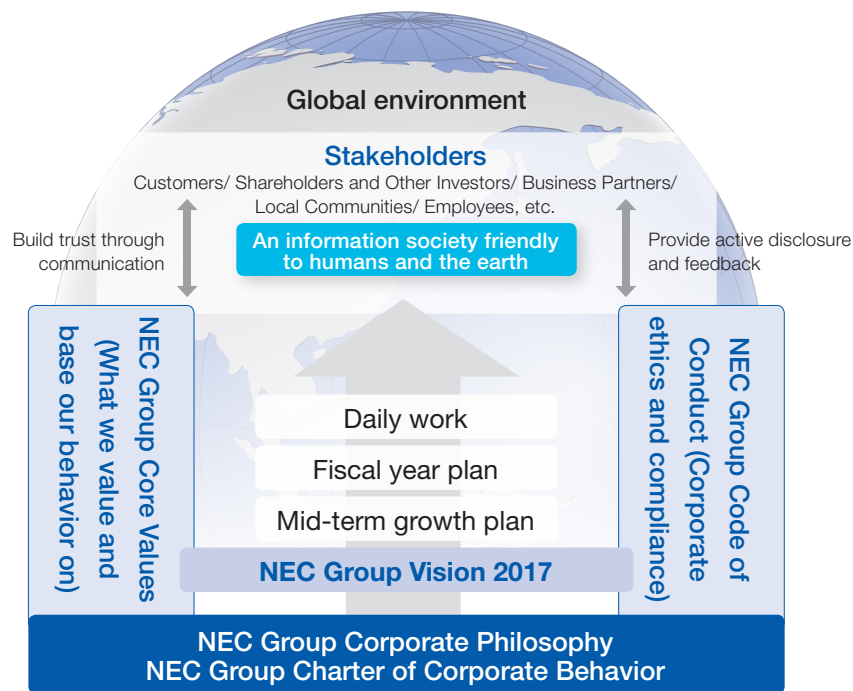 Global environment
Stakeholders
Customers/ Shareholders and Other Investors/ Business Partners/
Local Communities/ Employees, etc.
Build trust through
communication
An information society friendly
to humans and the earth
Provide active disclosure
and feedback
NEC Group Core Values
(What we value and
base our behavior on)
Daily work
Fiscal year plan
Mid-term growth plan
NEC Group Vision 2017
NEC Group Code of
Conduct (Corporate
ethics and compliance)
NEC Group Corporate Philosophy
NEC Group Charter of Corporate Behavior